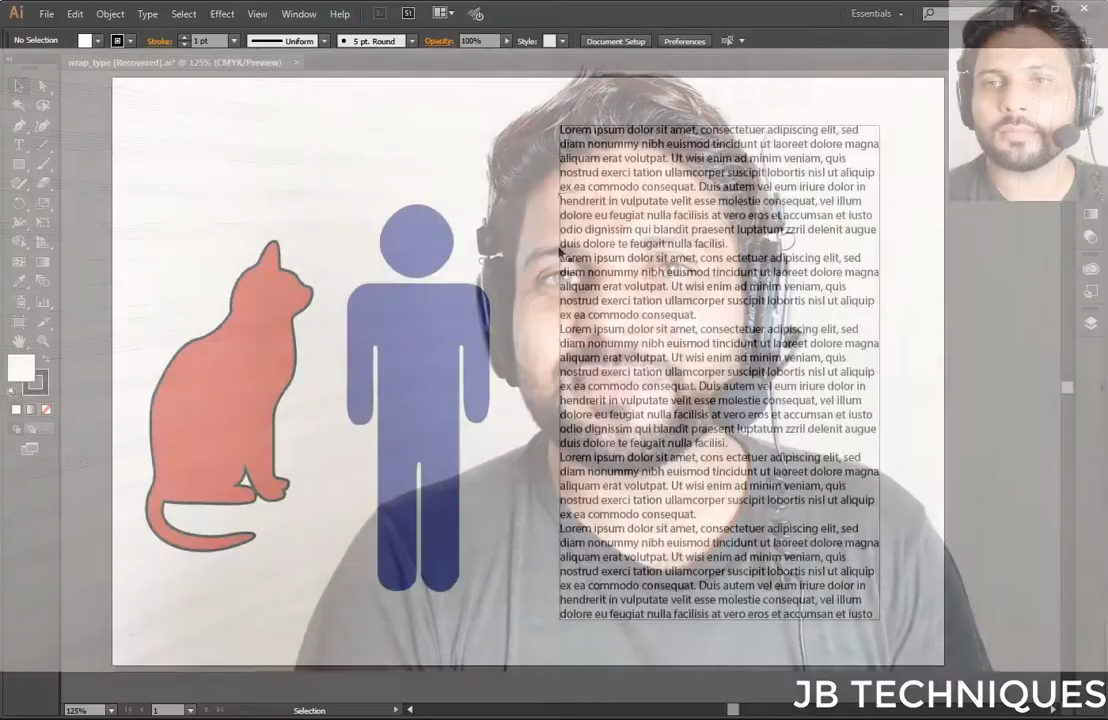 Ai File Edit Object Type Select Effect View Window Help Br St Essentials
No Selection Stroke: 1 pt Uniform 5 pt. Round Opacity: 100% Style: Document Setup Preferences
wrap_type [Recovered].ai* @ 125% (CMYK/Preview)
Lorem ipsum dolor sit amet, consectetuer adipiscing elit, sed
diam nonummy nibh euismod tincidunt ut laoreet dolore magna
aliquam erat volutpat. Ut wisi enim ad minim veniam, quis
nostrud exerci tation ullamcorper suscipit lobortis nisl ut aliquip
ex ea commodo consequat. Duis autem vel eum iriure dolor in
hendrerit in vulputate velit esse molestie consequat, vel illum
dolore eu feugiat nulla facilisis at vero eros et accumsan et iusto
odio dignissim qui blandit praesent luptatum zzril delenit augue
duis dolore te feugait nulla facilisi.
Lorem ipsum dolor sit amet, cons ectetuer adipiscing elit, sed
diam nonummy nibh euismod tincidunt ut laoreet dolore magna
aliquam erat volutpat. Ut wisi enim ad minim veniam, quis
nostrud exerci tation ullamcorper suscipit lobortis nisl ut aliquip
ex ea commodo consequat.
Lorem ipsum dolor sit amet, consectetuer adipiscing elit, sed
diam nonummy nibh euismod tincidunt ut laoreet dolore magna
aliquam erat volutpat. Ut wisi enim ad minim veniam, quis
nostrud exerci tation ullamcorper suscipit lobortis nisl ut aliquip
ex ea commodo consequat. Duis autem vel eum iriure dolor in
hendrerit in vulputate velit esse molestie consequat, vel illum
dolore eu feugiat nulla facilisis at vero eros et accumsan et iusto
odio dignissim qui blandit praesent luptatum zzril delenit augue
duis dolore te feugait nulla facilisi.
Lorem ipsum dolor sit amet, cons ectetuer adipiscing elit, sed
diam nonummy nibh euismod tincidunt ut laoreet dolore magna
aliquam erat volutpat. Ut wisi enim ad minim veniam, quis
nostrud exerci tation ullamcorper suscipit lobortis nisl ut aliquip
ex ea commodo consequat.
Lorem ipsum dolor sit amet, consectetuer adipiscing elit, sed
diam nonummy nibh euismod tincidunt ut laoreet dolore magna
aliquam erat volutpat. Ut wisi enim ad minim veniam, quis
nostrud exerci tation ullamcorper suscipit lobortis nisl ut aliquip
ex ea commodo consequat. Duis autem vel eum iriure dolor in
hendrerit in vulputate velit esse molestie consequat, vel illum
dolore eu feugiat nulla facilisis at vero eros et accumsan et iusto
JB TECHNIQUES
125% 1 Selection